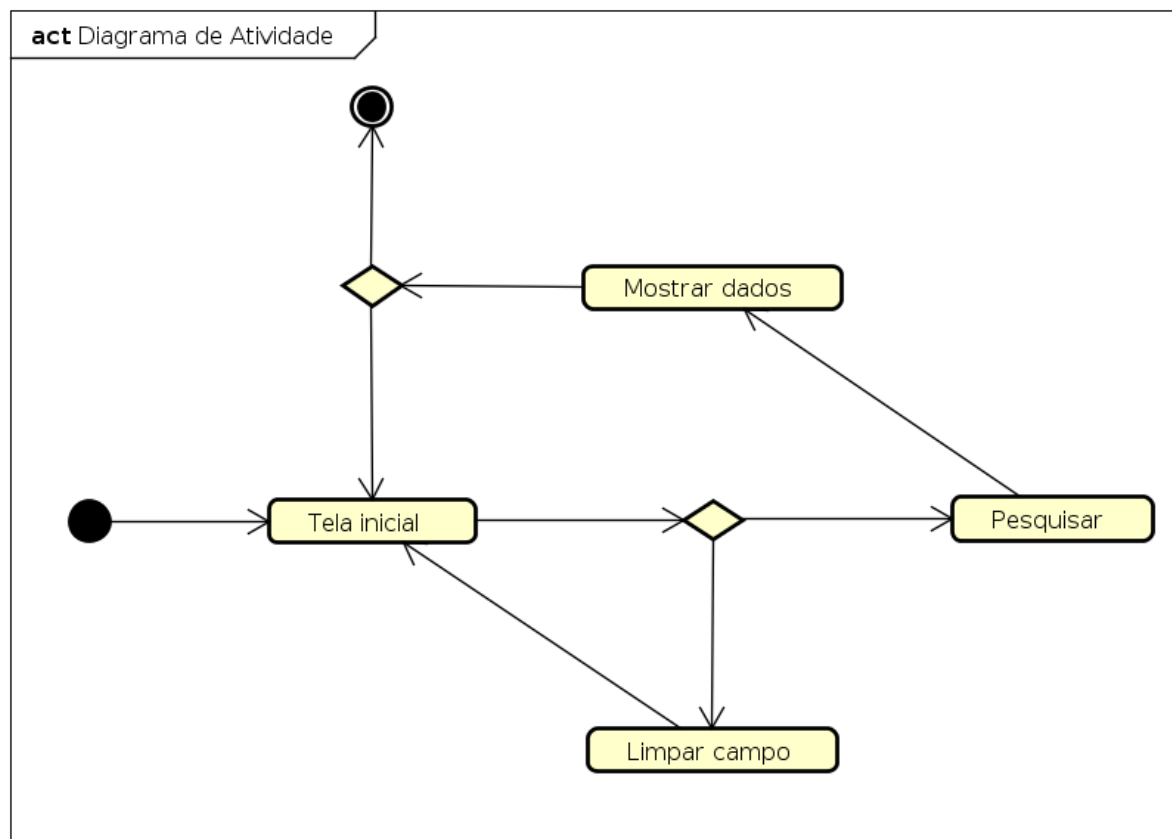 act Diagrama de Atividade
Mostrar dados
Tela inicial
Pesquisar
Limpar campo